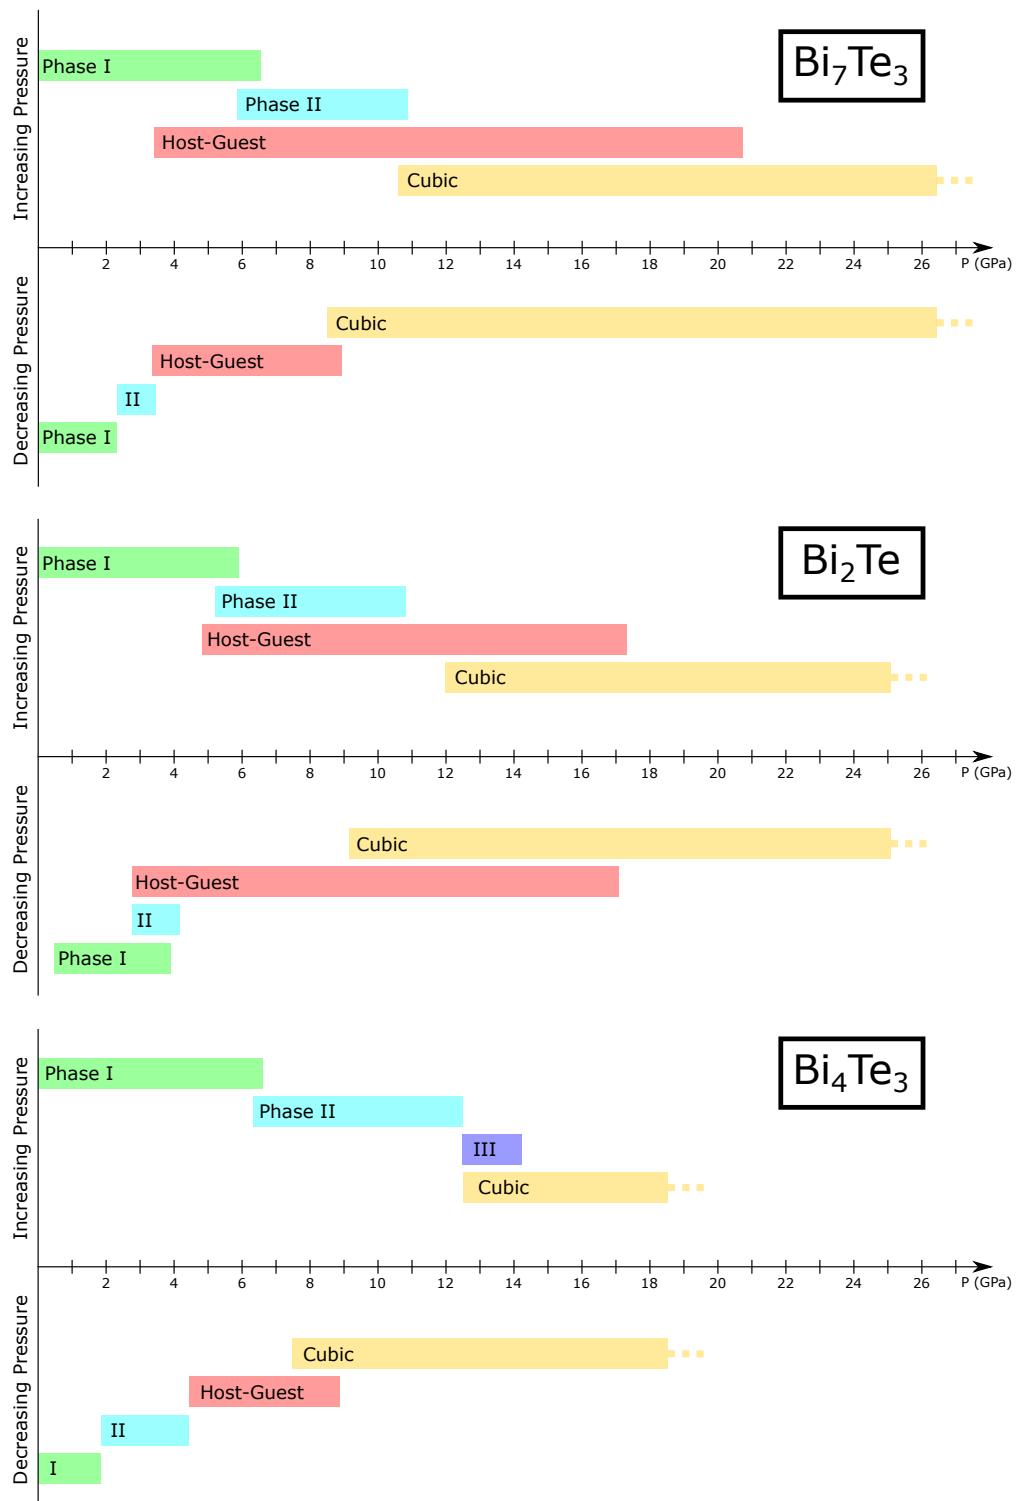 Bi₇Te₃
Increasing Pressure
Phase I
Phase II
Host-Guest
Cubic
2 4 6 8 10 12 14 16 18 20 22 24 26 P (GPa)
Decreasing Pressure
Cubic
Host-Guest
II
Phase I
Bi₂Te
Increasing Pressure
Phase I
Phase II
Host-Guest
Cubic
2 4 6 8 10 12 14 16 18 20 22 24 26 P (GPa)
Decreasing Pressure
Cubic
Host-Guest
II
Phase I
Bi₄Te₃
Increasing Pressure
Phase I
Phase II
III
Cubic
2 4 6 8 10 12 14 16 18 20 22 24 26 P (GPa)
Decreasing Pressure
Cubic
Host-Guest
II
I